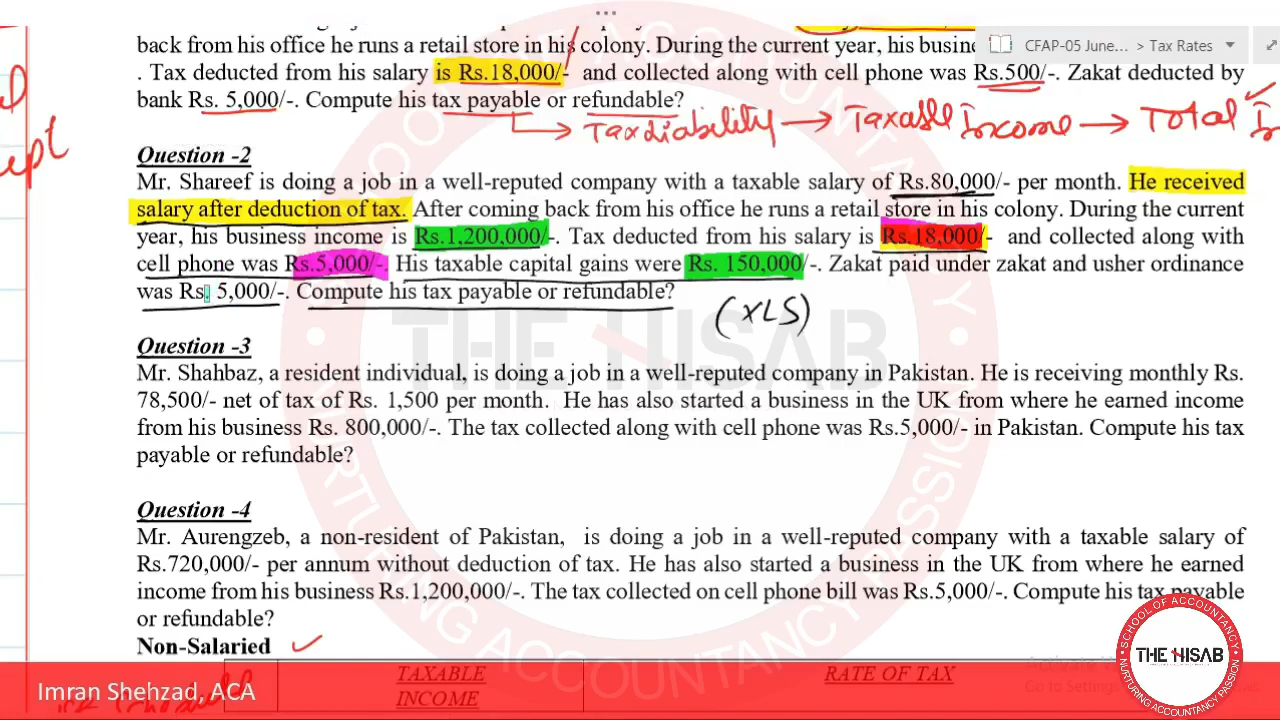 back from his office he runs a retail store in his colony. During the current year, his busine
CFAP-05 June... > Tax Rates
. Tax deducted from his salary is Rs.18,000/- and collected along with cell phone was Rs.500/-. Zakat deducted by
bank Rs. 5,000/-. Compute his tax payable or refundable?
Tax Liability → Taxable Income → Total I
Question -2
Mr. Shareef is doing a job in a well-reputed company with a taxable salary of Rs.80,000/- per month. He received
salary after deduction of tax. After coming back from his office he runs a retail store in his colony. During the current
year, his business income is Rs.1,200,000/-. Tax deducted from his salary is Rs.18,000/- and collected along with
cell phone was Rs.5,000/-. His taxable capital gains were Rs. 150,000/-. Zakat paid under zakat and usher ordinance
was Rs. 5,000/-. Compute his tax payable or refundable?
(XLS)
Question -3
Mr. Shahbaz, a resident individual, is doing a job in a well-reputed company in Pakistan. He is receiving monthly Rs.
78,500/- net of tax of Rs. 1,500 per month. He has also started a business in the UK from where he earned income
from his business Rs. 800,000/-. The tax collected along with cell phone was Rs.5,000/- in Pakistan. Compute his tax
payable or refundable?
Question -4
Mr. Aurengzeb, a non-resident of Pakistan, is doing a job in a well-reputed company with a taxable salary of
Rs.720,000/- per annum without deduction of tax. He has also started a business in the UK from where he earned
income from his business Rs.1,200,000/-. The tax collected on cell phone bill was Rs.5,000/-. Compute his tax payable
or refundable?
Non-Salaried
TAXABLE
INCOME
RATE OF TAX
Imran Shehzad, ACA
SCHOOL OF ACCOUNTANCY
THE HISAB
NURTURING ACCOUNTANCY PASSION
THE HISAB
NURTURING ACCOUNTANCY PASSION